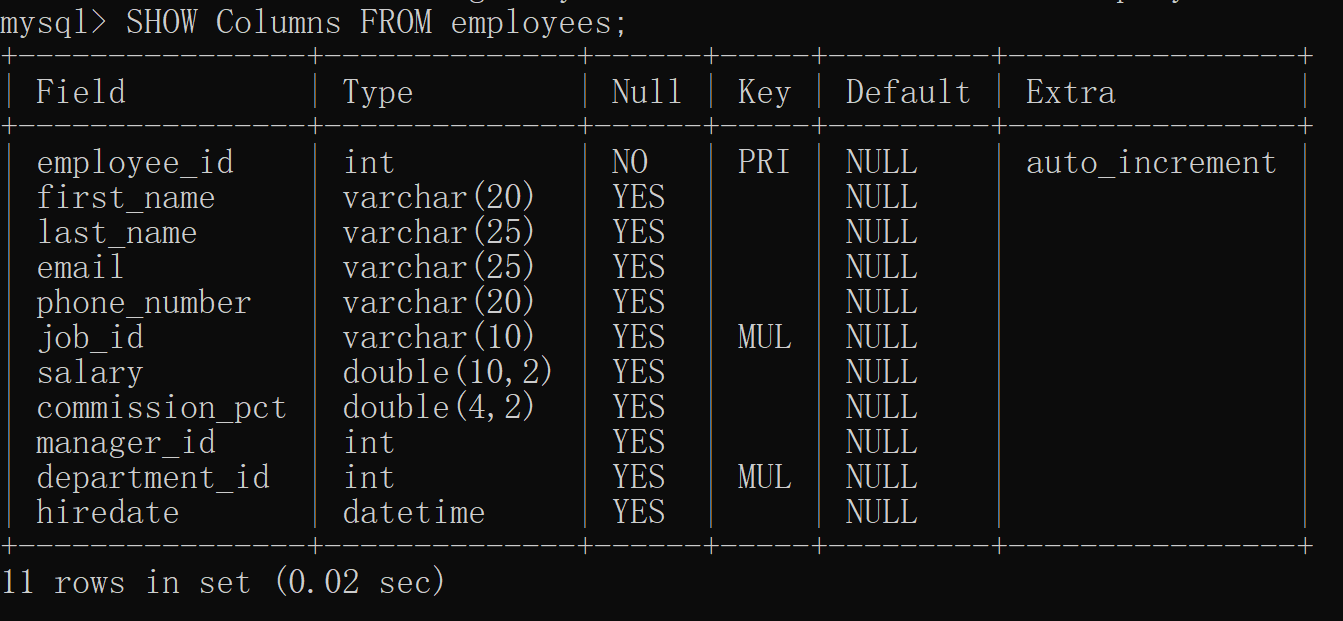 mysql> SHOW Columns FROM employees;
+----------------+--------------+------+-----+---------+----------------+
| Field          | Type         | Null | Key | Default | Extra          |
+----------------+--------------+------+-----+---------+----------------+
| employee_id    | int          | NO   | PRI | NULL    | auto_increment |
| first_name     | varchar(20)  | YES  |     | NULL    |                |
| last_name      | varchar(25)  | YES  |     | NULL    |                |
| email          | varchar(25)  | YES  |     | NULL    |                |
| phone_number   | varchar(20)  | YES  |     | NULL    |                |
| job_id         | varchar(10)  | YES  | MUL | NULL    |                |
| salary         | double(10,2) | YES  |     | NULL    |                |
| commission_pct | double(4,2)  | YES  |     | NULL    |                |
| manager_id     | int          | YES  |     | NULL    |                |
| department_id  | int          | YES  | MUL | NULL    |                |
| hiredate       | datetime     | YES  |     | NULL    |                |
+----------------+--------------+------+-----+---------+----------------+
11 rows in set (0.02 sec)